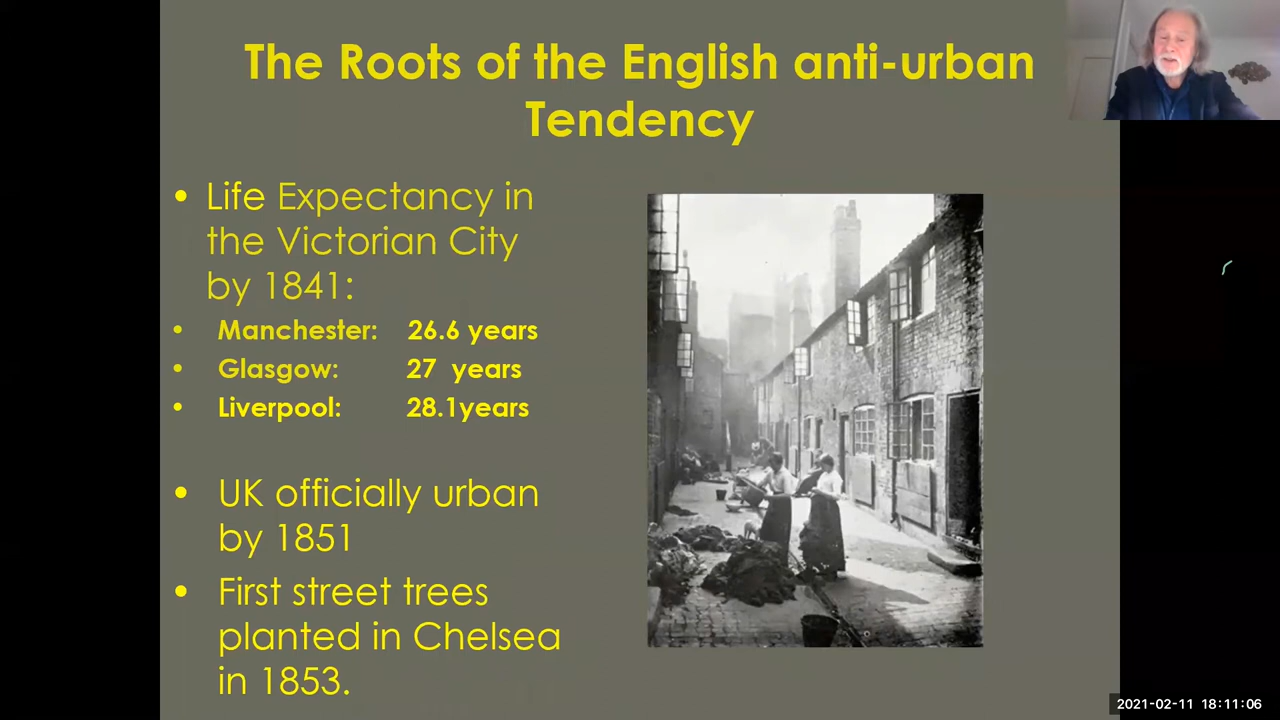 The Roots of the English anti-urban
Tendency
• Life Expectancy in
the Victorian City
by 1841:
• Manchester: 26.6 years
• Glasgow: 27 years
• Liverpool: 28.1years
• UK officially urban
by 1851
• First street trees
planted in Chelsea
in 1853.
2021-02-11 18:11:06